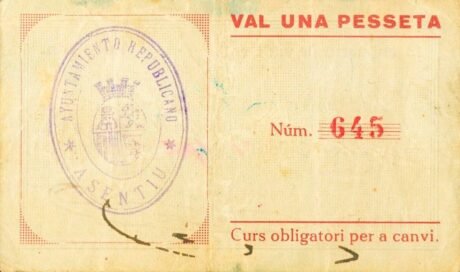 AYUNTAMIENTO REPUBLICANO
* ASENTIU *
VAL UNA PESSETA
Núm. 645
Curs obligatori per a canvi.